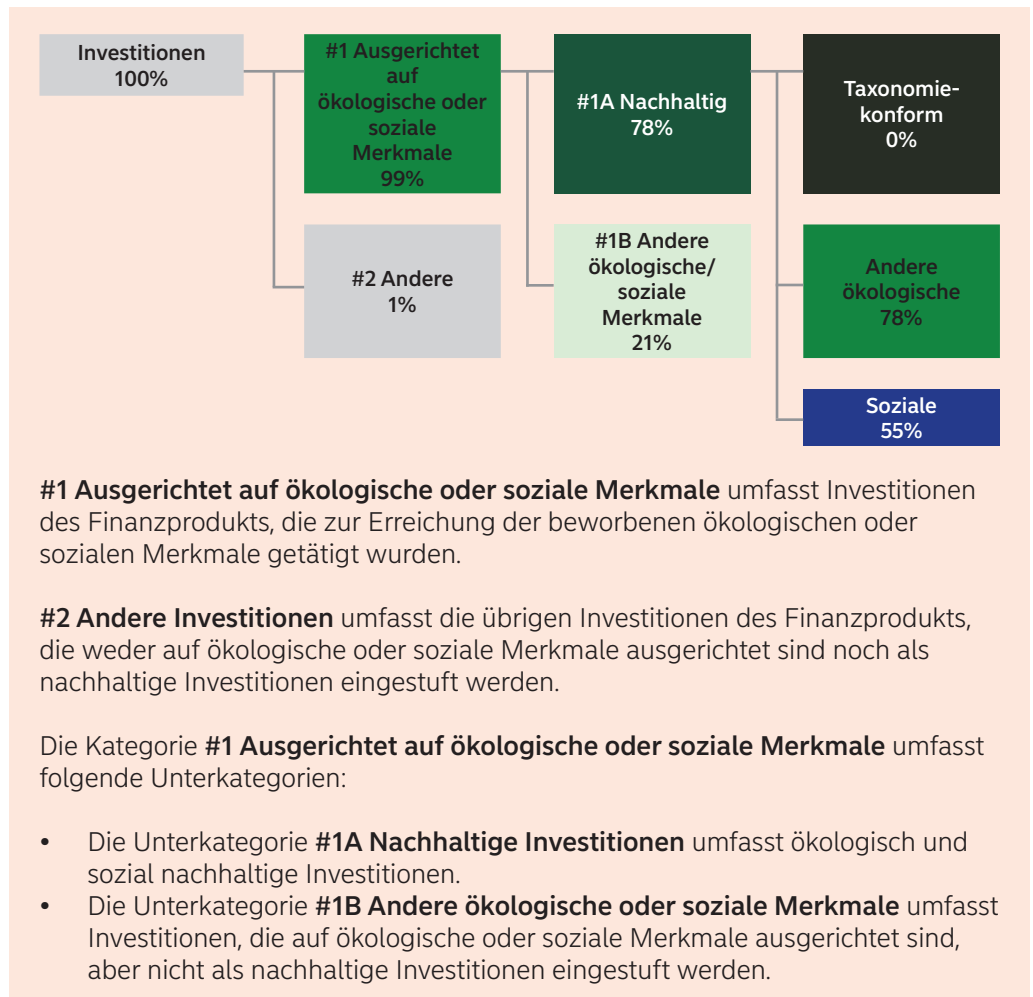 Investitionen
100%
#1 Ausgerichtet
auf
ökologische oder
soziale
Merkmale
99%
#1A Nachhaltig
78%
Taxonomie-
konform
0%
#2 Andere
1%
#1B Andere
ökologische/
soziale
Merkmale
21%
Andere
ökologische
78%
Soziale
55%
#1 Ausgerichtet auf ökologische oder soziale Merkmale umfasst Investitionen
des Finanzprodukts, die zur Erreichung der beworbenen ökologischen oder
sozialen Merkmale getätigt wurden.
#2 Andere Investitionen umfasst die übrigen Investitionen des Finanzprodukts,
die weder auf ökologische oder soziale Merkmale ausgerichtet sind noch als
nachhaltige Investitionen eingestuft werden.
Die Kategorie #1 Ausgerichtet auf ökologische oder soziale Merkmale umfasst
folgende Unterkategorien:
• Die Unterkategorie #1A Nachhaltige Investitionen umfasst ökologisch und
sozial nachhaltige Investitionen.
• Die Unterkategorie #1B Andere ökologische oder soziale Merkmale umfasst
Investitionen, die auf ökologische oder soziale Merkmale ausgerichtet sind,
aber nicht als nachhaltige Investitionen eingestuft werden.